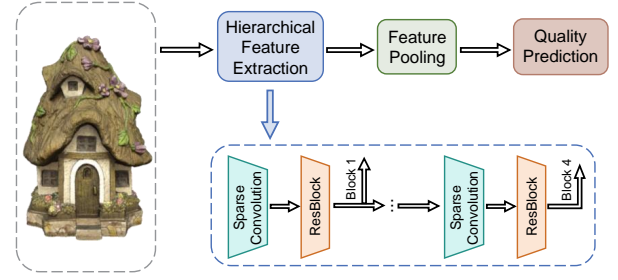 Hierarchical
Feature
Extraction
Feature
Pooling
Quality
Prediction
Sparse
Convolution
ResBlock
Block 1
...
Sparse
Convolution
ResBlock
Block 4